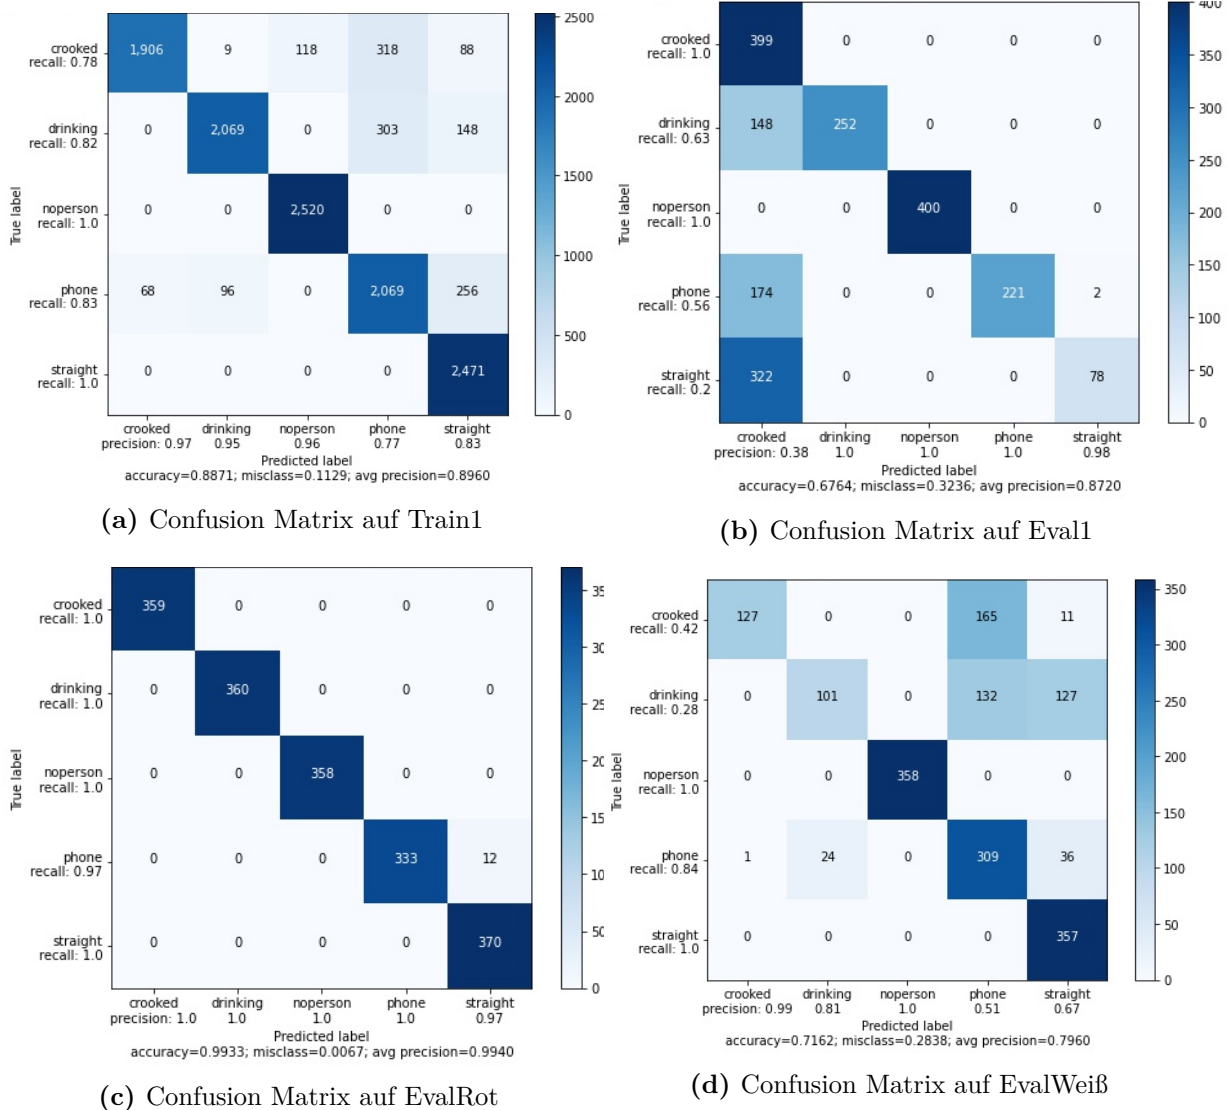 crooked
recall: 0.78
1,906 9 118 318 88
drinking
recall: 0.82
0 2,069 0 303 148
noperson
recall: 1.0
0 0 2,520 0 0
phone
recall: 0.83
68 96 0 2,069 256
straight
recall: 1.0
0 0 0 0 2,471
True label
crooked drinking noperson phone straight
precision: 0.97 0.95 0.96 0.77 0.83
Predicted label
accuracy=0.8871; misclass=0.1129; avg precision=0.8960
2500
2000
1500
1000
500
0
(a) Confusion Matrix auf Train1
crooked
recall: 1.0
399 0 0 0 0
drinking
recall: 0.63
148 252 0 0 0
noperson
recall: 1.0
0 0 400 0 0
phone
recall: 0.56
174 0 0 221 2
straight
recall: 0.2
322 0 0 0 78
True label
crooked drinking noperson phone straight
precision: 0.38 1.0 1.0 1.0 0.98
Predicted label
accuracy=0.6764; misclass=0.3236; avg precision=0.8720
400
350
300
250
200
150
100
50
0
(b) Confusion Matrix auf Eval1
crooked
recall: 1.0
359 0 0 0 0
drinking
recall: 1.0
0 360 0 0 0
noperson
recall: 1.0
0 0 358 0 0
phone
recall: 0.97
0 0 0 333 12
straight
recall: 1.0
0 0 0 0 370
True label
crooked drinking noperson phone straight
precision: 1.0 1.0 1.0 1.0 0.97
Predicted label
accuracy=0.9933; misclass=0.0067; avg precision=0.9940
35
30
25
20
15
10
50
0
(c) Confusion Matrix auf EvalRot
crooked
recall: 0.42
127 0 0 165 11
drinking
recall: 0.28
0 101 0 132 127
noperson
recall: 1.0
0 0 358 0 0
phone
recall: 0.84
1 24 0 309 36
straight
recall: 1.0
0 0 0 0 357
True label
crooked drinking noperson phone straight
precision: 0.99 0.81 1.0 0.51 0.67
Predicted label
accuracy=0.7162; misclass=0.2838; avg precision=0.7960
350
300
250
200
150
100
50
0
(d) Confusion Matrix auf EvalWeiß